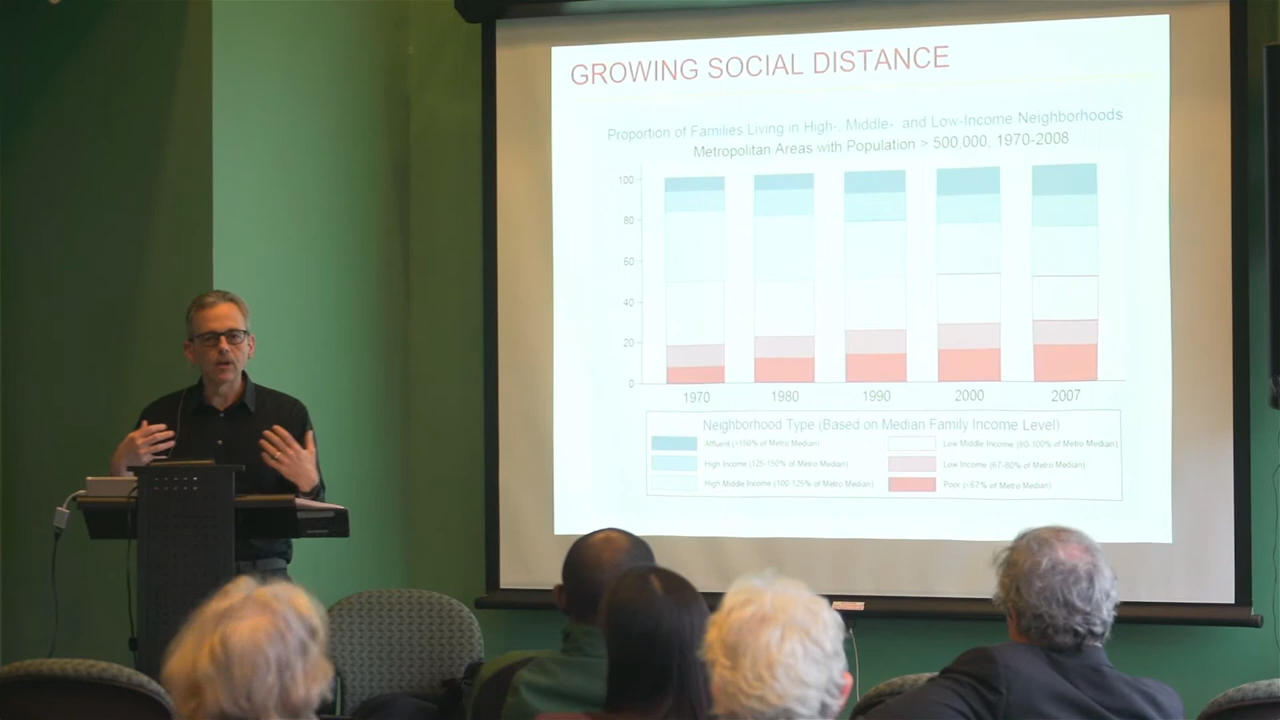 GROWING SOCIAL DISTANCE
Proportion of Families Living in High-, Middle- and Low-Income Neighborhoods
Metropolitan Areas with Population > 500,000, 1970-2008
100
80
60
40
20
0
1970 1980 1990 2000 2007
Neighborhood Type (Based on Median Family Income Level)
Affluent (>150% of Metro Median)
High Income (125-150% of Metro Median)
High Middle Income (100-125% of Metro Median)
Low Middle Income (80-100% of Metro Median)
Low Income (67-80% of Metro Median)
Poor (<67% of Metro Median)